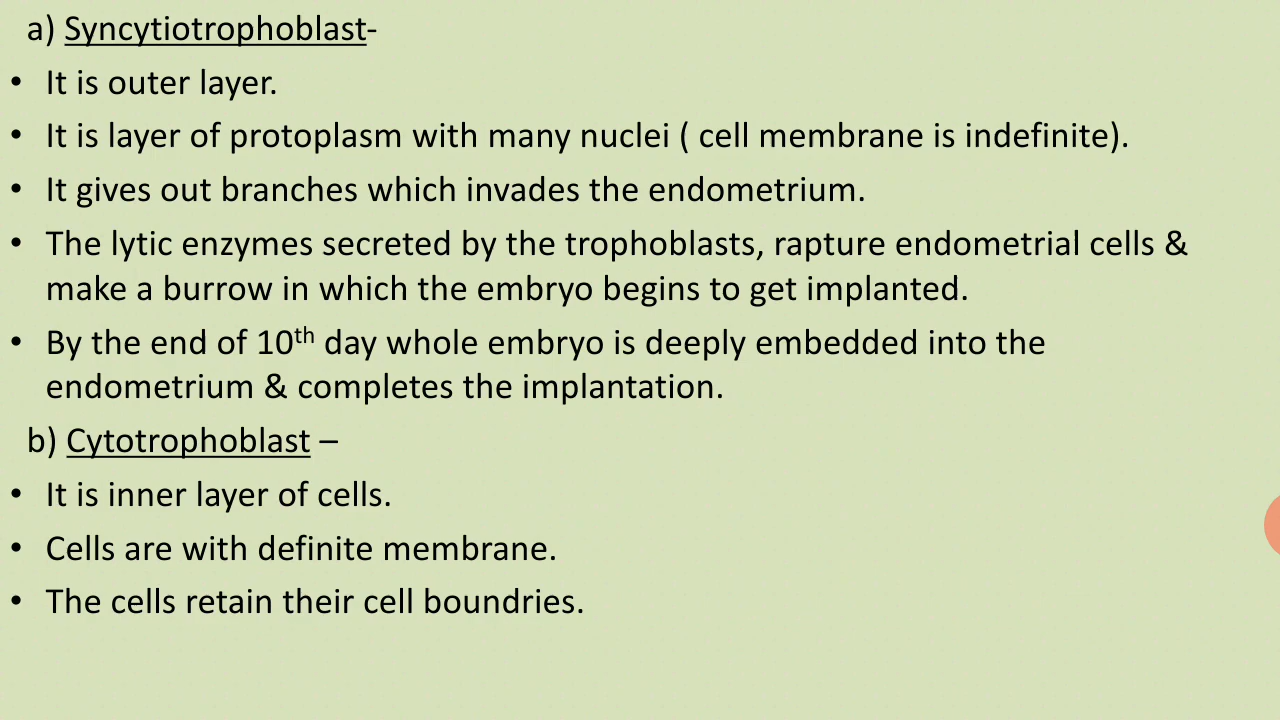 a) Syncytiotrophoblast-
• It is outer layer.
• It is layer of protoplasm with many nuclei ( cell membrane is indefinite).
• It gives out branches which invades the endometrium.
• The lytic enzymes secreted by the trophoblasts, rapture endometrial cells &
make a burrow in which the embryo begins to get implanted.
• By the end of 10th day whole embryo is deeply embedded into the
endometrium & completes the implantation.
b) Cytotrophoblast –
• It is inner layer of cells.
• Cells are with definite membrane.
• The cells retain their cell boundries.